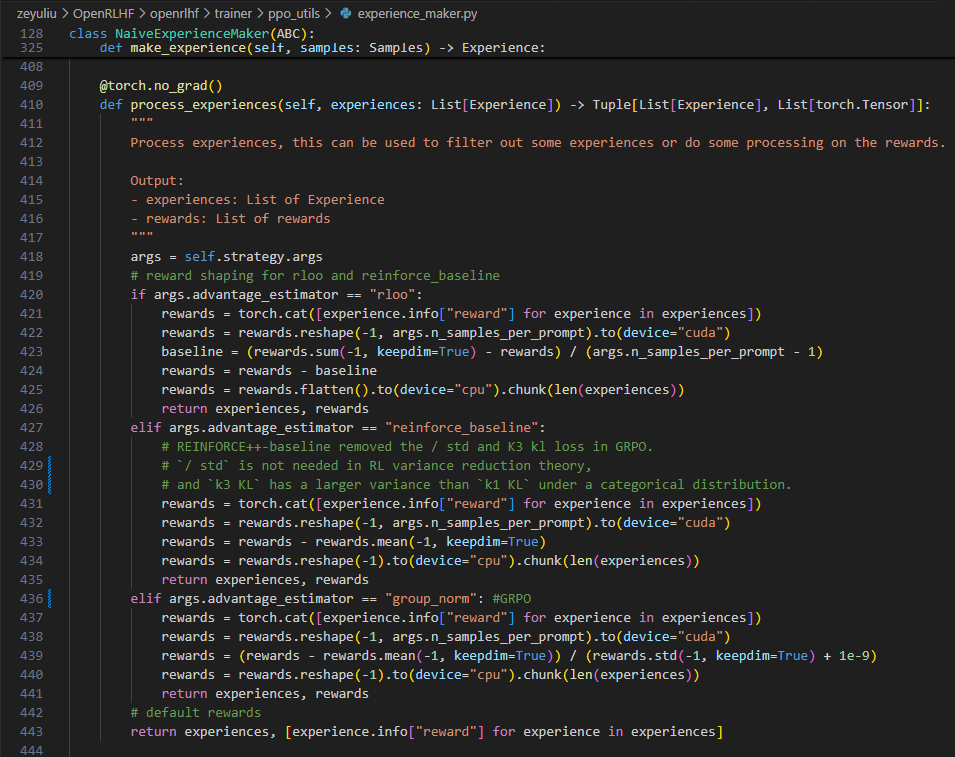 zeyuliu > OpenRLHF > openrlhf > trainer > ppo_utils > experience_maker.py
128 class NaiveExperienceMaker(ABC):
325     def make_experience(self, samples: Samples) -> Experience:
408
409     @torch.no_grad()
410     def process_experiences(self, experiences: List[Experience]) -> Tuple[List[Experience], List[torch.Tensor]]:
411         """
412         Process experiences, this can be used to filter out some experiences or do some processing on the rewards.
413
414         Output:
415         - experiences: List of Experience
416         - rewards: List of rewards
417         """
418         args = self.strategy.args
419         # reward shaping for rloo and reinforce_baseline
420         if args.advantage_estimator == "rloo":
421             rewards = torch.cat([experience.info["reward"] for experience in experiences])
422             rewards = rewards.reshape(-1, args.n_samples_per_prompt).to(device="cuda")
423             baseline = (rewards.sum(-1, keepdim=True) - rewards) / (args.n_samples_per_prompt - 1)
424             rewards = rewards - baseline
425             rewards = rewards.flatten().to(device="cpu").chunk(len(experiences))
426             return experiences, rewards
427         elif args.advantage_estimator == "reinforce_baseline":
428             # REINFORCE++-baseline removed the / std and K3 kl loss in GRPO.
429             # `/ std` is not needed in RL variance reduction theory,
430             # and `k3 KL` has a larger variance than `k1 KL` under a categorical distribution.
431             rewards = torch.cat([experience.info["reward"] for experience in experiences])
432             rewards = rewards.reshape(-1, args.n_samples_per_prompt).to(device="cuda")
433             rewards = rewards - rewards.mean(-1, keepdim=True)
434             rewards = rewards.reshape(-1).to(device="cpu").chunk(len(experiences))
435             return experiences, rewards
436         elif args.advantage_estimator == "group_norm": #GRPO
437             rewards = torch.cat([experience.info["reward"] for experience in experiences])
438             rewards = rewards.reshape(-1, args.n_samples_per_prompt).to(device="cuda")
439             rewards = (rewards - rewards.mean(-1, keepdim=True)) / (rewards.std(-1, keepdim=True) + 1e-9)
440             rewards = rewards.reshape(-1).to(device="cpu").chunk(len(experiences))
441             return experiences, rewards
442         # default rewards
443         return experiences, [experience.info["reward"] for experience in experiences]
444